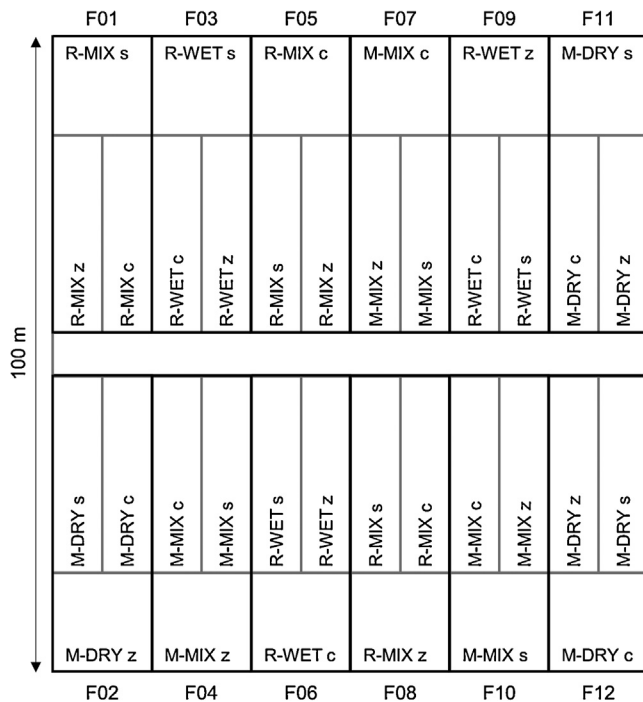 F01 F03 F05 F07 F09 F11
R-MIX s R-WET s R-MIX c M-MIX c R-WET z M-DRY s
R-MIX z R-MIX c R-WET c R-WET z R-MIX s R-MIX z M-MIX z M-MIX s R-WET c R-WET s M-DRY c M-DRY z
100 m
M-DRY s M-DRY c M-MIX c M-MIX s R-WET s R-WET z R-MIX s R-MIX c M-MIX c M-MIX z M-DRY z M-DRY s
M-DRY z M-MIX z R-WET c R-MIX z M-MIX s M-DRY c
F02 F04 F06 F08 F10 F12